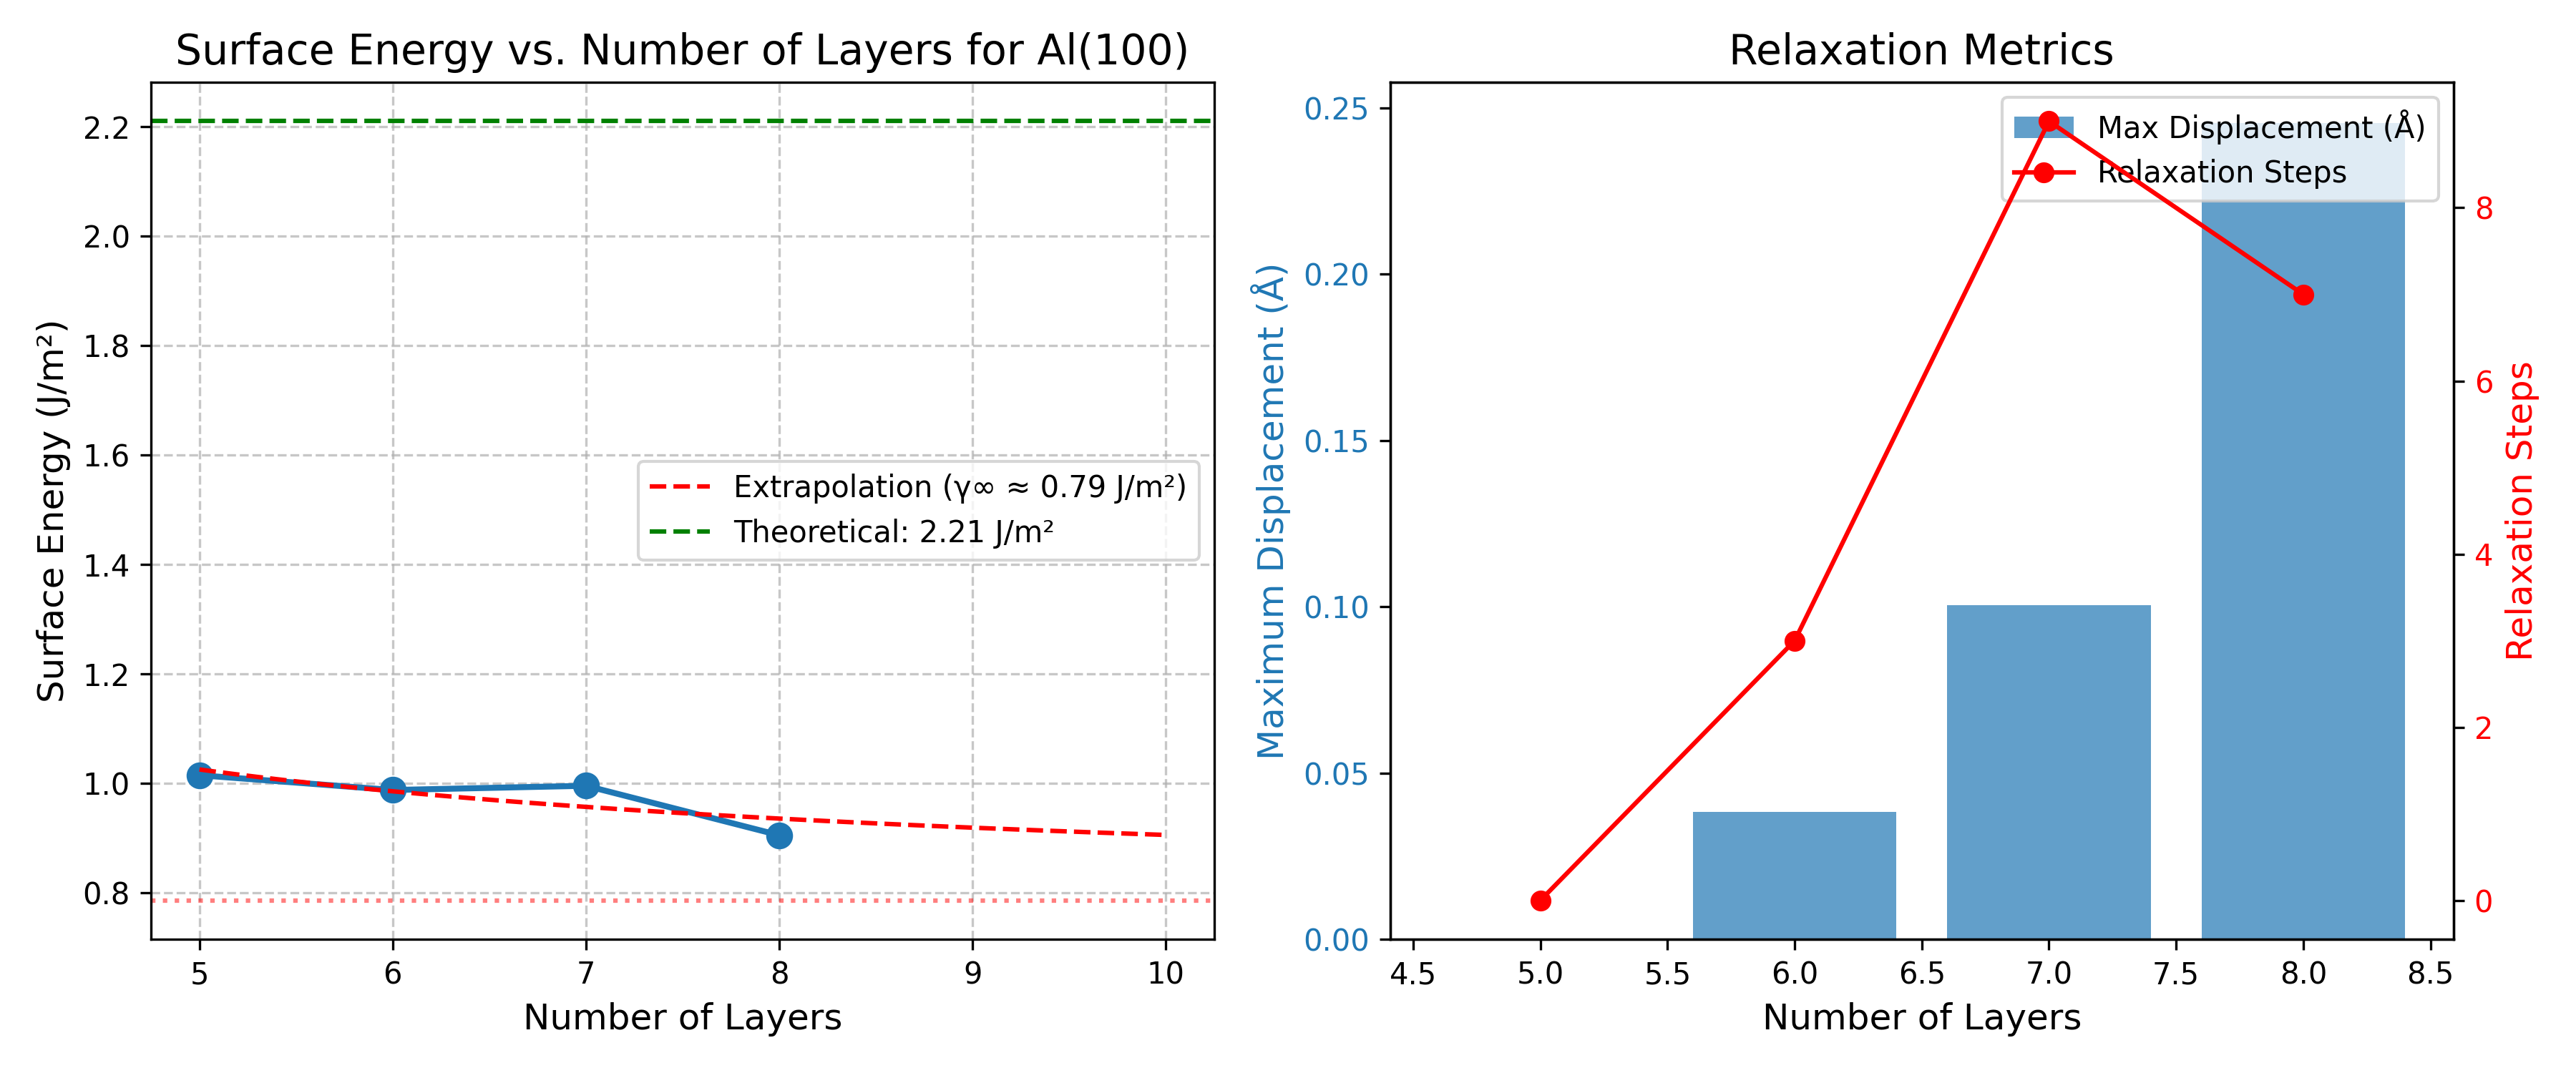 Surface Energy vs. Number of Layers for Al(100)
Surface Energy (J/m²)
2.2
2.0
1.8
1.6
1.4
1.2
1.0
0.8
Extrapolation (γ∞ ≈ 0.79 J/m²)
Theoretical: 2.21 J/m²
5 6 7 8 9 10
Number of Layers
Relaxation Metrics
Maximum Displacement (Å)
0.25
0.20
0.15
0.10
0.05
0.00
Max Displacement (Å)
Relaxation Steps
8
6
4
2
0
Relaxation Steps
4.5 5.0 5.5 6.0 6.5 7.0 7.5 8.0 8.5
Number of Layers